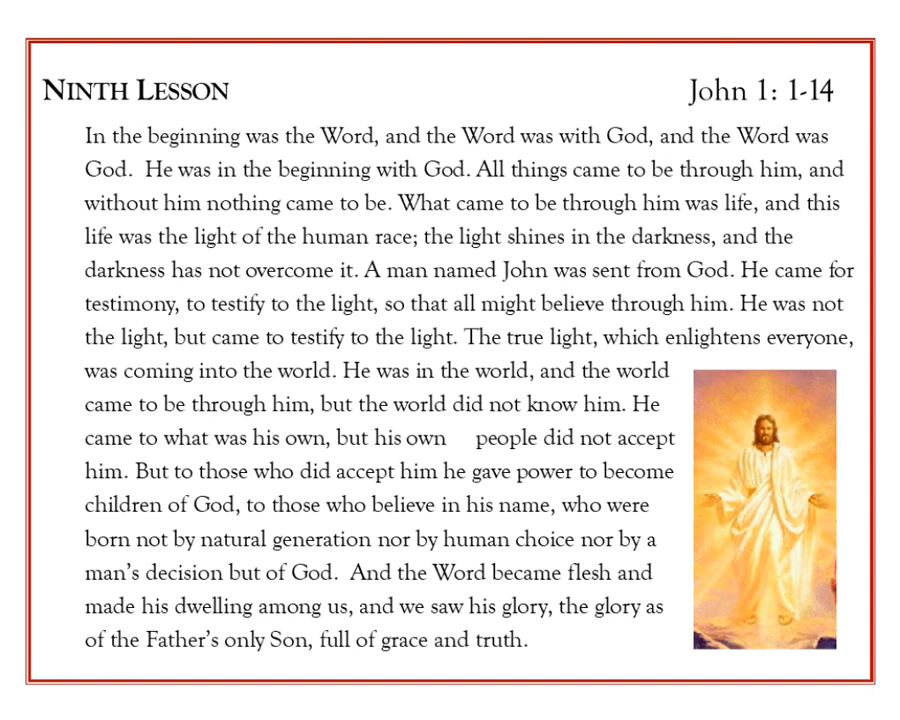 NINTH LESSON John 1: 1-14
In the beginning was the Word, and the Word was with God, and the Word was
God.  He was in the beginning with God. All things came to be through him, and
without him nothing came to be. What came to be through him was life, and this
life was the light of the human race; the light shines in the darkness, and the
darkness has not overcome it. A man named John was sent from God. He came for
testimony, to testify to the light, so that all might believe through him. He was not
the light, but came to testify to the light. The true light, which enlightens everyone,
was coming into the world. He was in the world, and the world
came to be through him, but the world did not know him. He
came to what was his own, but his own    people did not accept
him. But to those who did accept him he gave power to become
children of God, to those who believe in his name, who were
born not by natural generation nor by human choice nor by a
man’s decision but of God.  And the Word became flesh and
made his dwelling among us, and we saw his glory, the glory as
of the Father’s only Son, full of grace and truth.